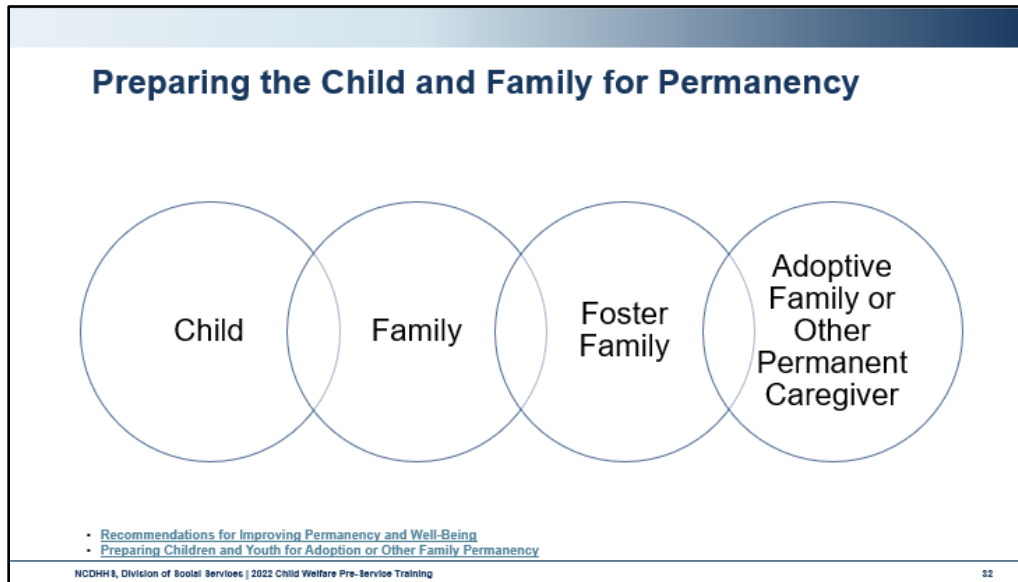 Preparing the Child and Family for Permanency
Child
Family
Foster
Family
Adoptive
Family or
Other
Permanent
Caregiver
• Recommendations for Improving Permanency and Well-Being
• Preparing Children and Youth for Adoption or Other Family Permanency
NCDHHS, Division of Social Services | 2022 Child Welfare Pre-Service Training
32